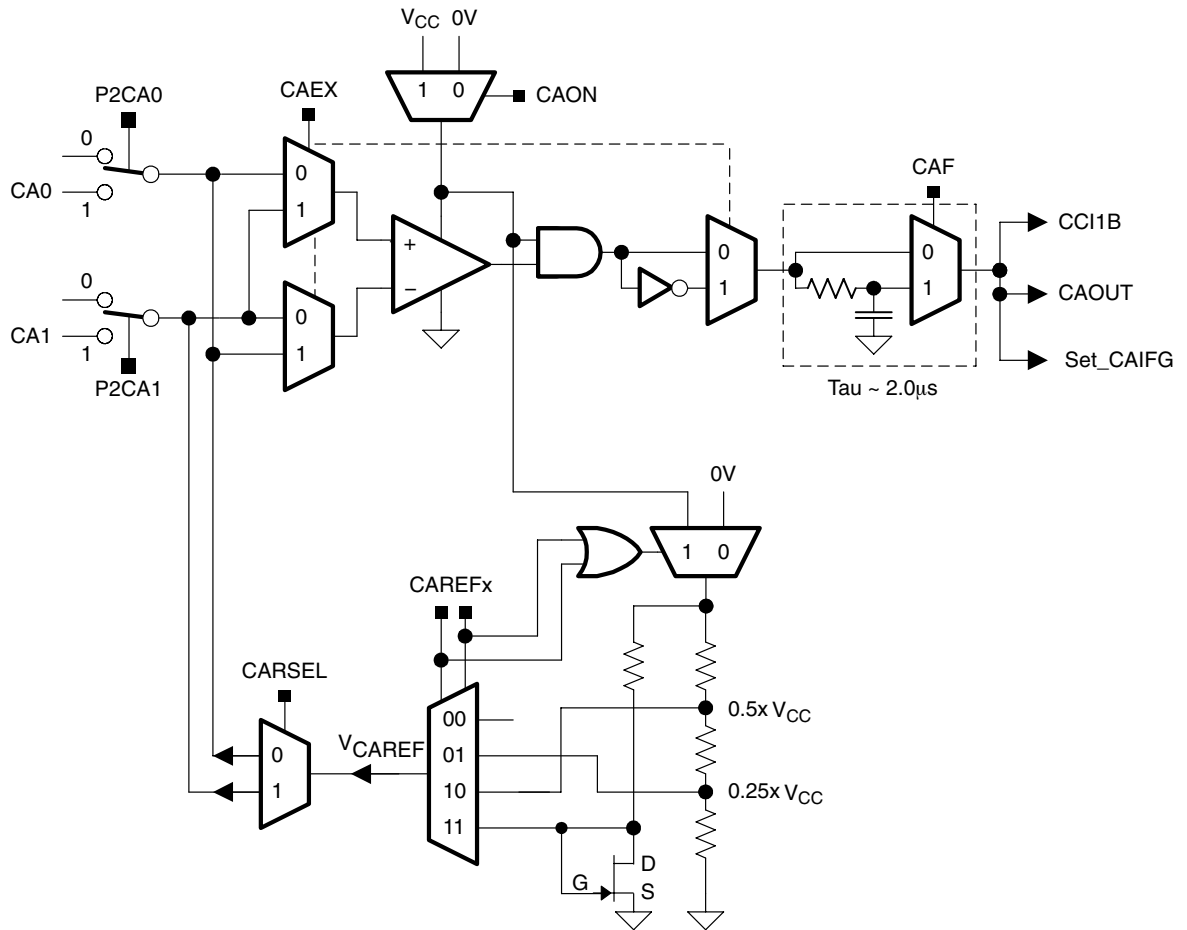 VCC 0V
1 0
CAON
P2CA0
CAEX
0
CA0
1
0
1
+
−
0
1
CAF
0
1
CCI1B
CAOUT
Set_CAIFG
Tau ~ 2.0µs
0
CA1
1
P2CA1
0
1
0V
1 0
CAREFx
CARSEL
0
1
VCAREF
00
01
10
11
0.5x VCC
0.25x VCC
G
D
S